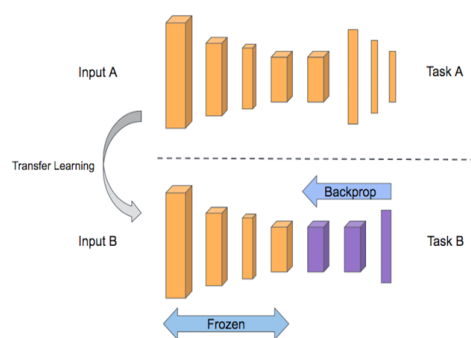 Input A
Task A
Transfer Learning
Backprop
Input B
Task B
Frozen